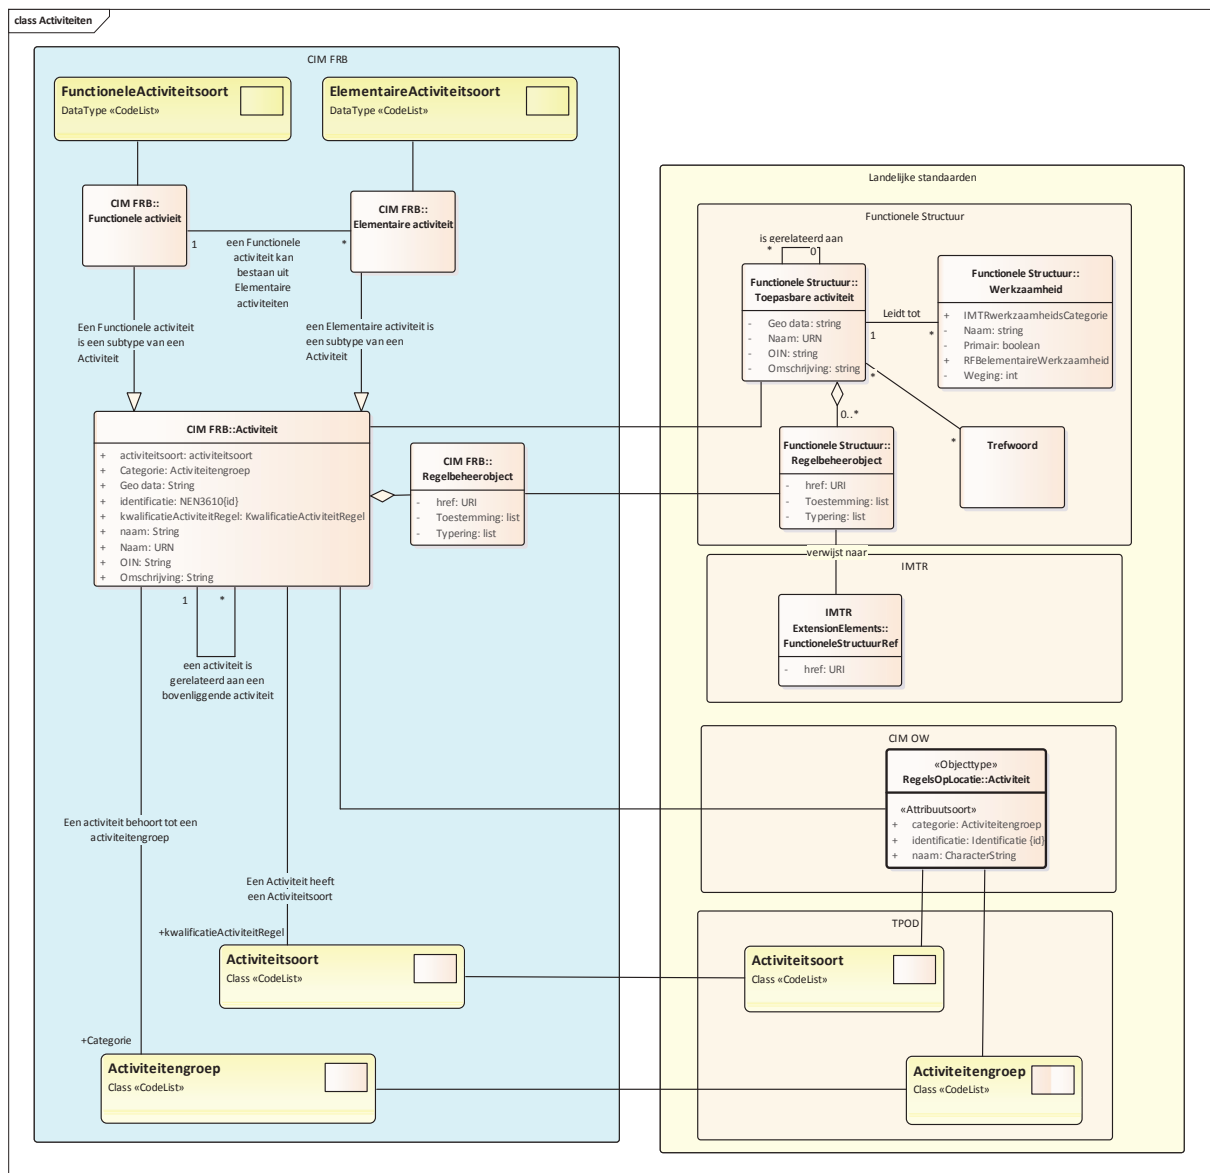 class Activiteiten
CIM FRB
FunctioneleActiviteitsoort
DataType «CodeList»
ElementaireActiviteitsoort
DataType «CodeList»
CIM FRB::
Functionele activieit
CIM FRB::
Elementaire activiteit
1
*
een Functionele
activiteit kan
bestaan uit
Elementaire
activiteiten
Een Functionele activiteit
is een subtype van een
Activiteit
een Elementaire activiteit is
een subtype van een
Activiteit
CIM FRB::Activiteit
+ activiteitsoort: activiteitsoort
+ Categorie: Activiteitengroep
+ Geo data: String
+ identificatie: NEN3610{id}
+ kwalificatieActiviteitRegel: KwalificatieActiviteitRegel
+ naam: String
+ Naam: URN
+ OIN: String
+ Omschrijving: String
CIM FRB::
Regelbeheerobject
- href: URI
- Toestemming: list
- Typering: list
1
*
een activiteit is
gerelateerd aan een
bovenliggende activiteit
Een activiteit behoort tot een
activiteitengroep
Een Activiteit heeft
een Activiteitsoort
+kwalificatieActiviteitRegel
Activiteitsoort
Class «CodeList»
+Categorie
Activiteitengroep
Class «CodeList»
Landelijke standaarden
Functionele Structuur
is gerelateerd aan
*
0
Functionele Structuur::
Toepasbare activiteit
- Geo data: string
- Naam: URN
- OIN: string
- Omschrijving: string
Leidt tot
1
*
Functionele Structuur::
Werkzaamheid
+ IMTRwerkzaamheidsCategorie
- Naam: string
- Primair: boolean
+ RFBelementaireWerkzaamheid
- Weging: int
*
0..*
*
Functionele Structuur::
Regelbeheerobject
- href: URI
- Toestemming: list
- Typering: list
Trefwoord
verwijst naar
IMTR
IMTR
ExtensionElements::
FunctioneleStructuurRef
- href: URI
CIM OW
«Objecttype»
RegelsOpLocatie::Activiteit
«Attribuutsoort»
+ categorie: Activiteitengroep
+ identificatie: Identificatie {id}
+ naam: CharacterString
TPOD
Activiteitsoort
Class «CodeList»
Activiteitengroep
Class «CodeList»